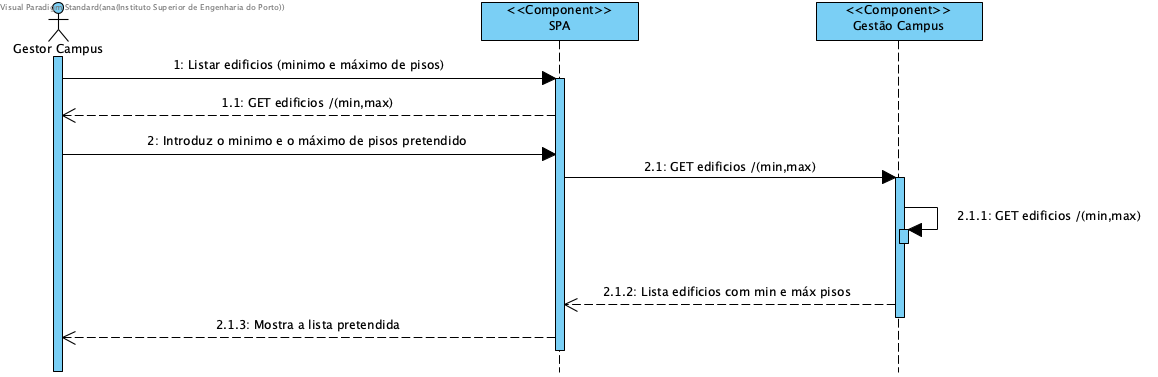 Visual Paradigm Standard(ana(Instituto Superior de Engenharia do Porto))
Gestor Campus
<<Component>>
SPA
<<Component>>
Gestão Campus
1: Listar edificios (minimo e máximo de pisos)
1.1: GET edificios /(min,max)
2: Introduz o minimo e o máximo de pisos pretendido
2.1: GET edificios /(min,max)
2.1.1: GET edificios /(min,max)
2.1.2: Lista edificios com min e máx pisos
2.1.3: Mostra a lista pretendida